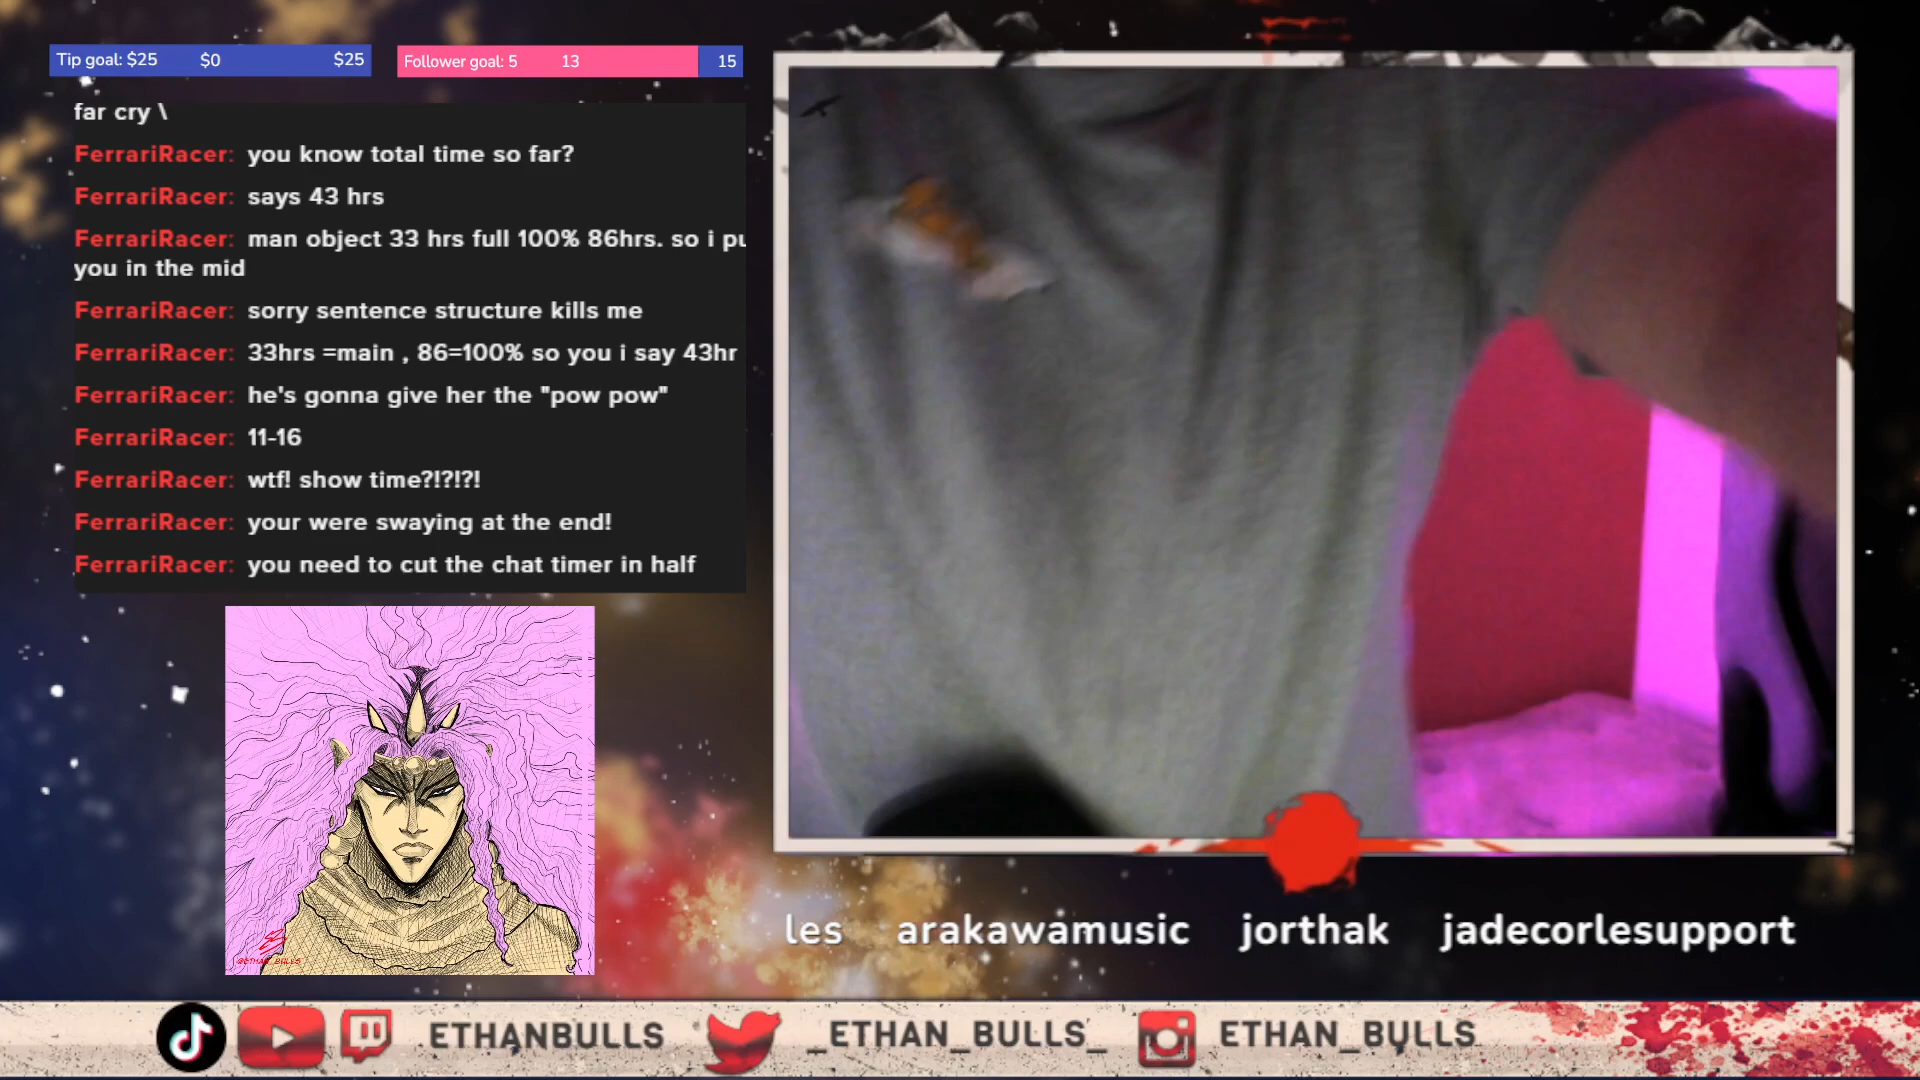 Tip goal: $25 $0 $25
Follower goal: 5 13 15
far cry \
FerrariRacer: you know total time so far?
FerrariRacer: says 43 hrs
FerrariRacer: man object 33 hrs full 100% 86hrs. so i pu
you in the mid
FerrariRacer: sorry sentence structure kills me
FerrariRacer: 33hrs =main , 86=100% so you i say 43hr
FerrariRacer: he's gonna give her the "pow pow"
FerrariRacer: 11-16
FerrariRacer: wtf! show time?!?!?!
FerrariRacer: your were swaying at the end!
FerrariRacer: you need to cut the chat timer in half
@ETHAN_BULLS
les arakawamusic jorthak jadecorlesupport
ETHANBULLS _ETHAN_BULLS_ ETHAN_BULLS